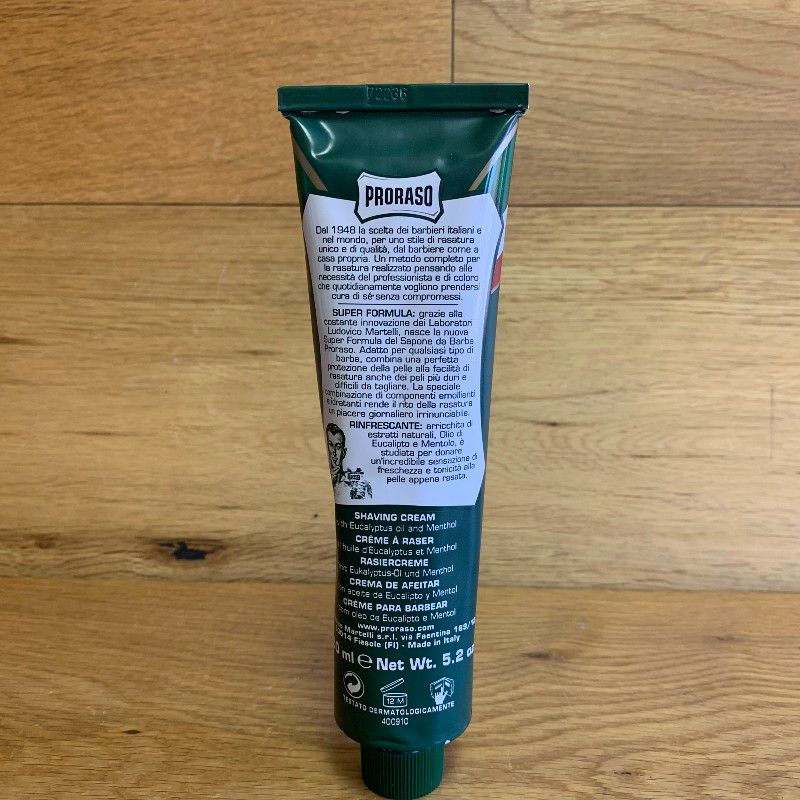 73236
PRORASO
Dal 1948 la scelta dei barbieri italiani e
nel mondo, per uno stile di rasatura
unico e di qualità, dal barbiere come a
casa propria. Un metodo completo per
la rasatura realizzato pensando alle
necessità del professionista e di coloro
che quotidianamente vogliono prendersi
cura di sé senza compromessi.
SUPER FORMULA: grazie alla
costante innovazione dei Laboratori
Ludovico Martelli, nasce la nuova
Super Formula del Sapone da Barba
Proraso. Adatto per qualsiasi tipo di
barba, combina una perfetta
protezione della pelle alla facilità di
rasatura anche dei peli più duri e
difficili da tagliare. La speciale
combinazione di componenti emollienti
e idratanti rende il rito della rasatura
un piacere giornaliero irrinunciabile.
RINFRESCANTE: arricchita di
estratti naturali, Olio di
Eucalipto e Mentolo, è
studiata per donare
un'incredibile sensazione di
freschezza e tonicità alla
pelle appena rasata.
SHAVING CREAM
with Eucalyptus oil and Menthol
CRÈME À RASER
l'huile d'Eucalyptus et Menthol
RASIERCREME
mit Eukalyptus-Öl und Menthol
CREMA DE AFEITAR
con aceite de Eucalipto y Mentol
CRÈME PARA BARBEAR
com oleo de Eucalipto e Mentol
www.proraso.com
Martelli s.r.l. via Faentina 169/
Fiesole (FI) - Made in Italy
ml e Net Wt. 5.2 oz
12 M
TESTATO DERMATOLOGICAMENTE
400910